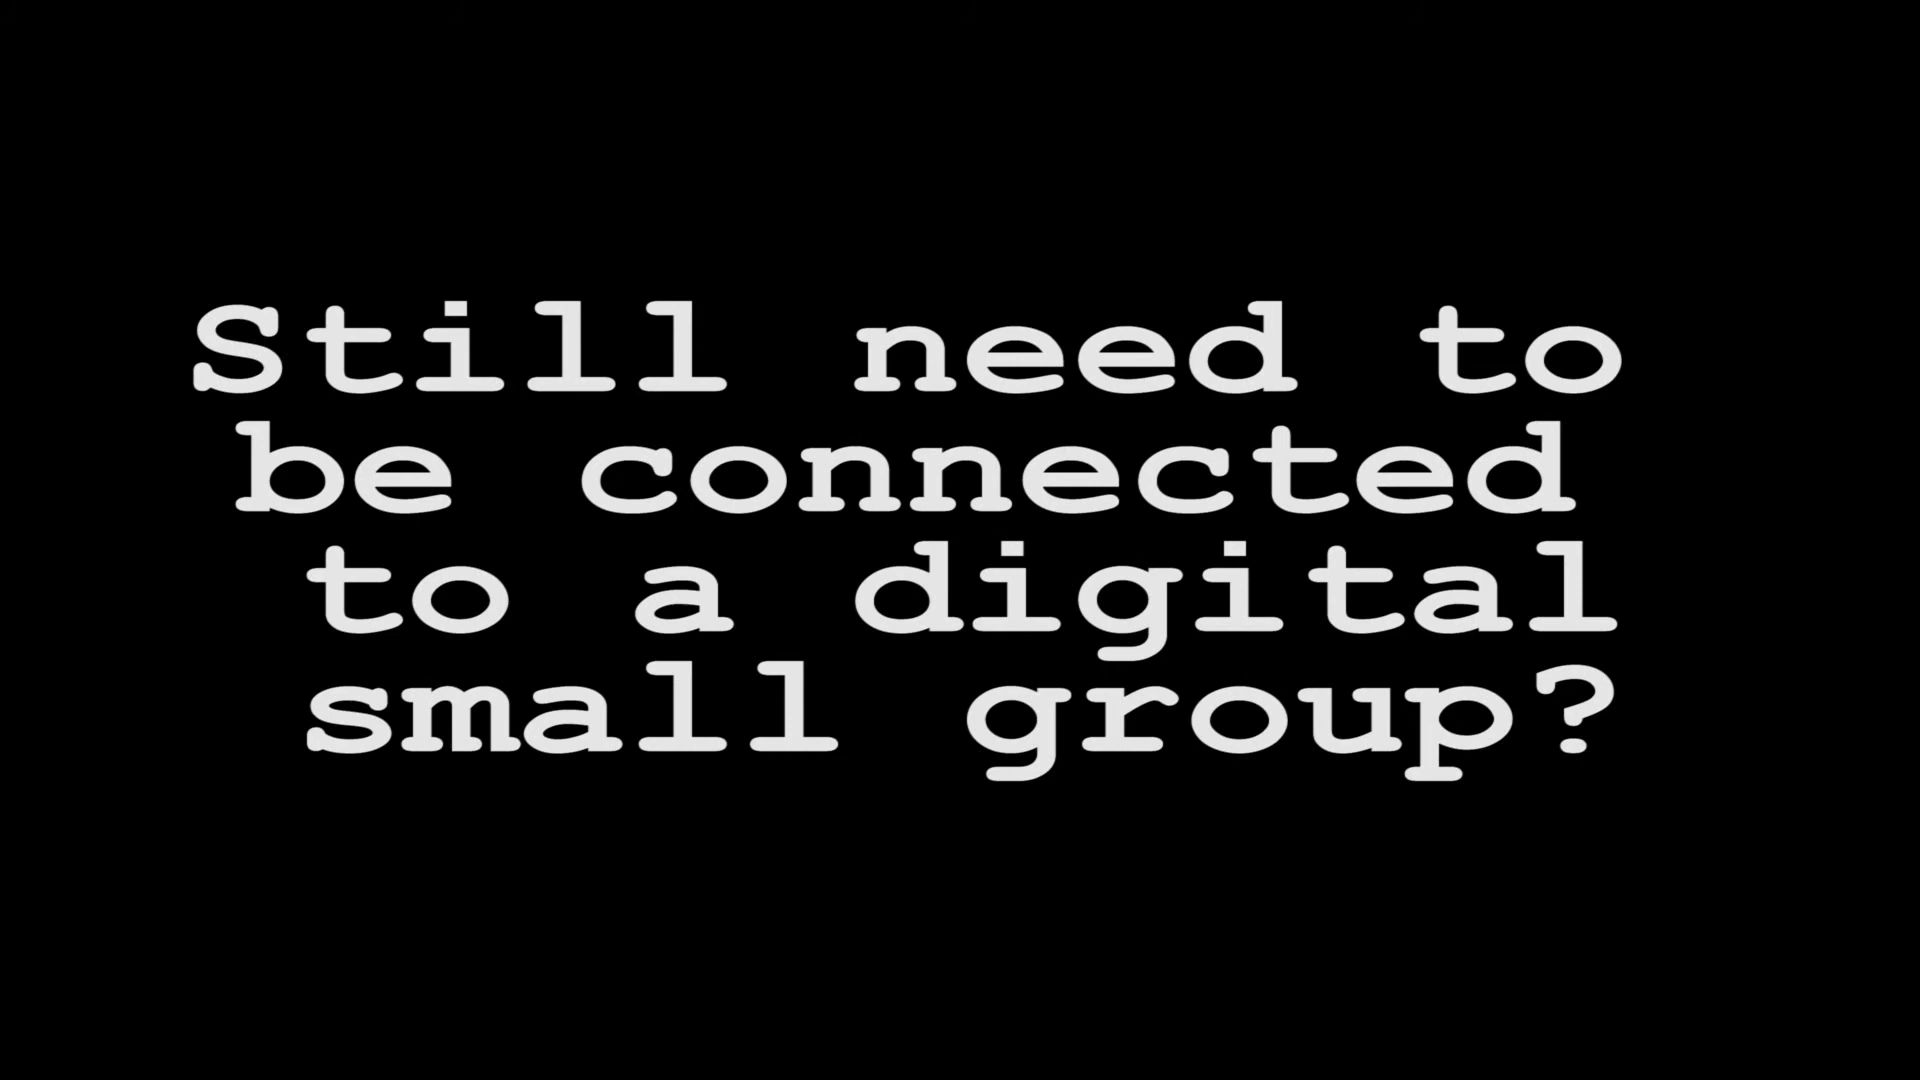 Still need to
be connected
to a digital
small group?